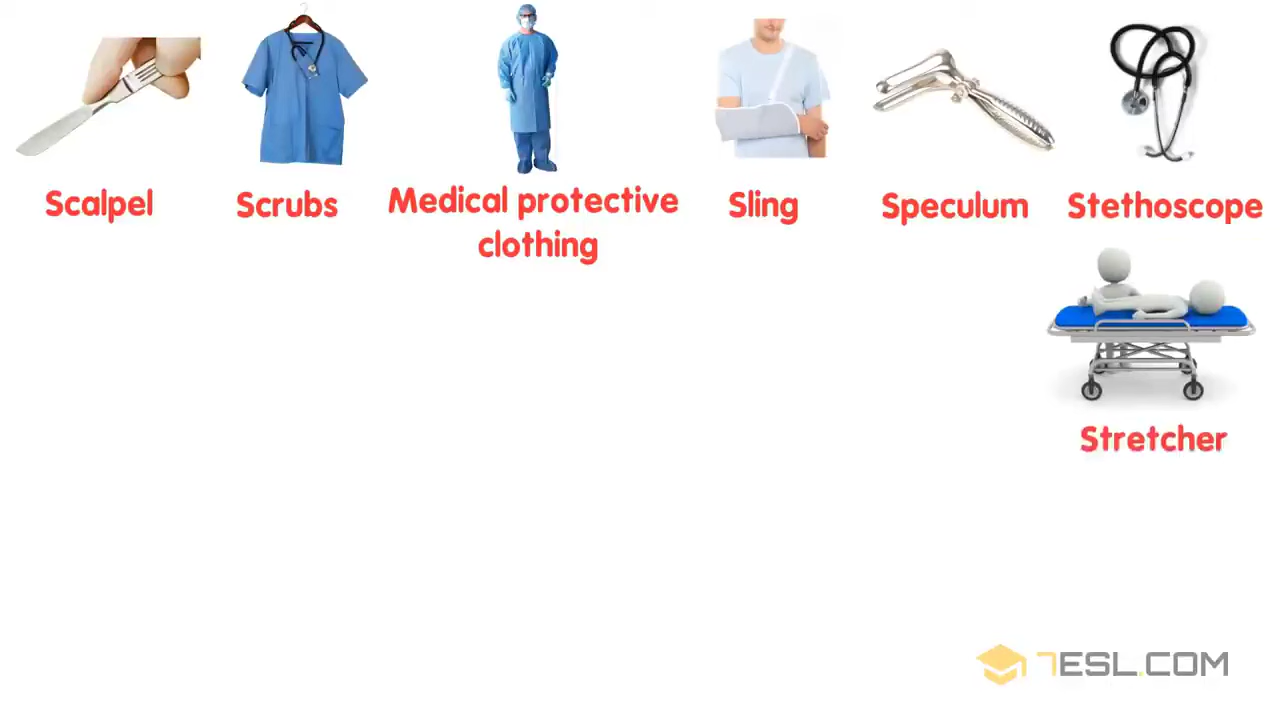 Scalpel
Scrubs
Medical protective
clothing
Sling
Speculum
Stethoscope
Stretcher
7ESL.COM